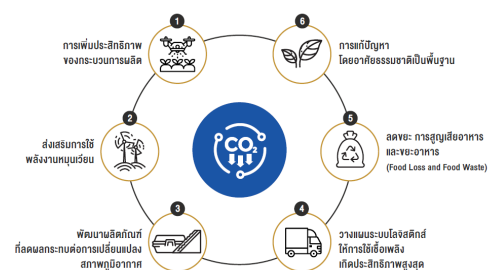 1
การเพิ่มประสิทธิภาพ
ของกระบวนการผลิต
2
ส่งเสริมการใช้
พลังงานหมุนเวียน
3
พัฒนาผลิตภัณฑ์
ที่ลดผลกระทบต่อการเปลี่ยนแปลง
สภาพภูมิอากาศ
CO2
4
วางแผนระบบโลจิสติกส์
ให้การใช้เชื้อเพลิง
เกิดประสิทธิภาพสูงสุด
5
ลดขยะ การสูญเสียอาหาร
และขยะอาหาร
(Food Loss and Food Waste)
6
การแก้ปัญหา
โดยอาศัยธรรมชาติเป็นพื้นฐาน